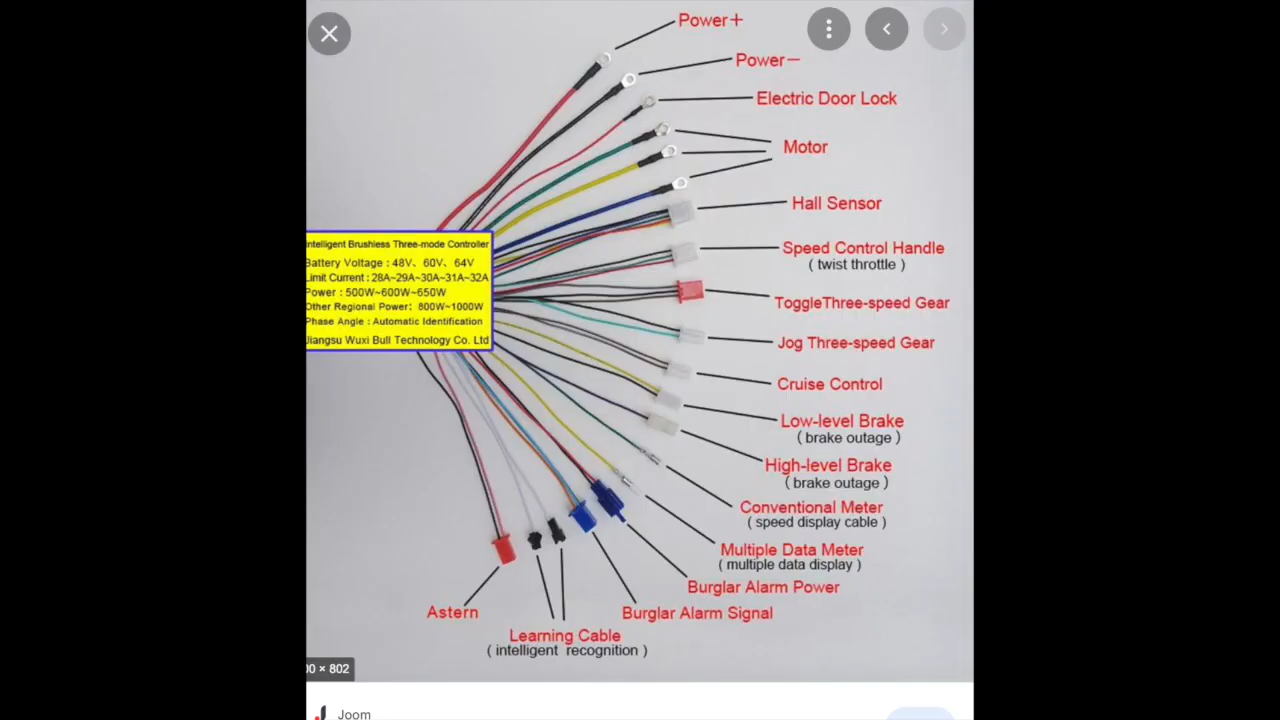 Power+
Power−
Electric Door Lock
Motor
Hall Sensor
Speed Control Handle
( twist throttle )
ToggleThree-speed Gear
Jog Three-speed Gear
Cruise Control
Low-level Brake
( brake outage )
High-level Brake
( brake outage )
Conventional Meter
( speed display cable )
Multiple Data Meter
( multiple data display )
Burglar Alarm Power
Burglar Alarm Signal
Learning Cable
( intelligent recognition )
Astern
Intelligent Brushless Three-mode Controller
Battery Voltage : 48V、60V、64V
Limit Current : 28A~29A~30A~31A~32A
Power : 500W~600W~650W
Other Regional Power: 800W~1000W
Phase Angle : Automatic Identification
Jiangsu Wuxi Bull Technology Co. Ltd
00 × 802
Joom